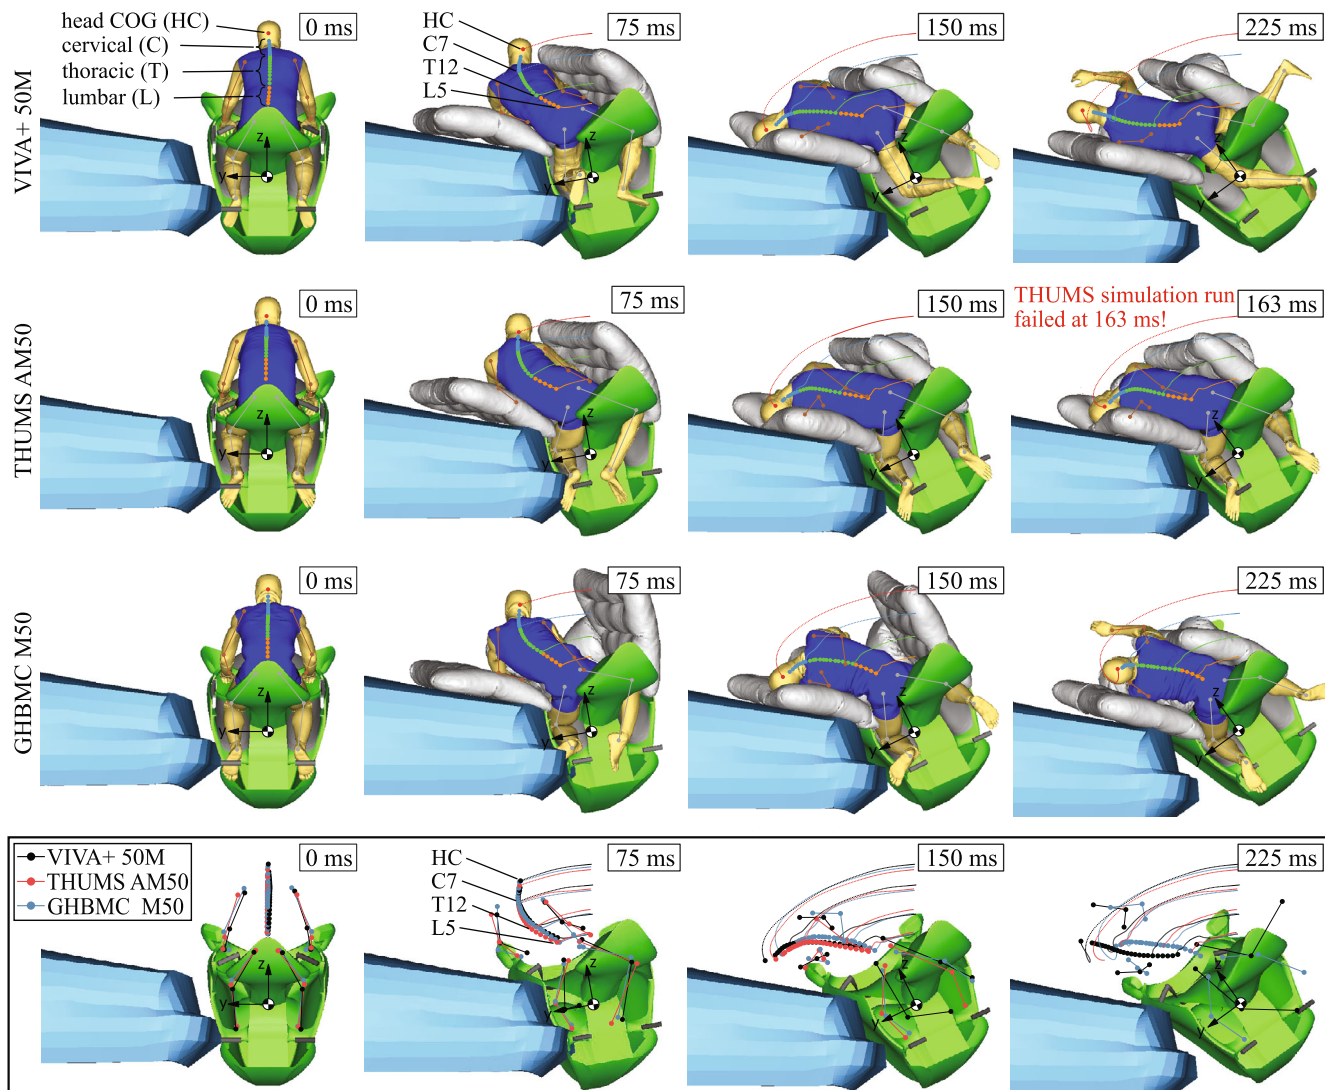 VIVA+ 50M
head COG (HC)
cervical (C)
thoracic (T)
lumbar (L)
0 ms
z
y
HC
C7
T12
L5
75 ms
z
y
150 ms
z
y
225 ms
z
y
THUMS AM50
0 ms
z
y
75 ms
z
y
150 ms
z
y
THUMS simulation run
failed at 163 ms!
163 ms
z
y
GHBMC M50
0 ms
z
y
75 ms
z
y
150 ms
z
y
225 ms
z
y
VIVA+ 50M
THUMS AM50
GHBMC M50
0 ms
z
y
HC
C7
T12
L5
75 ms
z
y
150 ms
z
y
225 ms
z
y